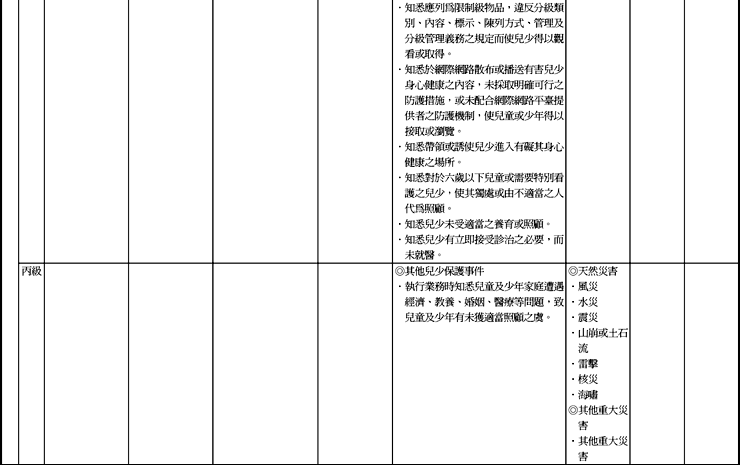 ．知悉應列為限制級物品，違反分級類
別、內容、標示、陳列方式、管理及
分級管理義務之規定而使兒少得以觀
看或取得。
．知悉於網際網路散布或播送有害兒少
身心健康之內容，未採取明確可行之
防護措施，或未配合網際網路平臺提
供者之防護機制，使兒童或少年得以
接取或瀏覽。
．知悉帶領或誘使兒少進入有礙其身心
健康之場所。
．知悉對於六歲以下兒童或需要特別看
護之兒少，使其獨處或由不適當之人
代為照顧。
．知悉兒少未受適當之養育或照顧。
．知悉兒少有立即接受診治之必要，而
未就醫。
丙級
◎其他兒少保護事件
．執行業務時知悉兒童及少年家庭遭遇
經濟、教養、婚姻、醫療等問題，致
兒童及少年有未獲適當照顧之虞。
◎天然災害
．風災
．水災
．震災
．山崩或土石
流
．雷擊
．核災
．海嘯
◎其他重大災
害
．其他重大災
害